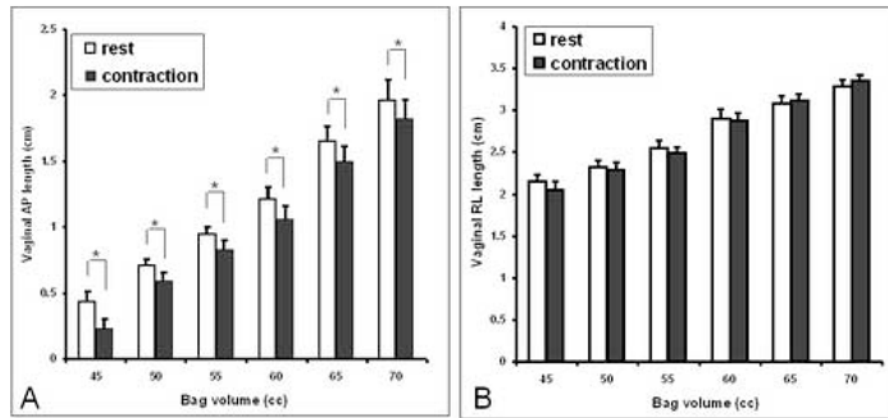 rest
contraction
Vaginal AP length (cm)
2.5
2
1.5
1
0.5
0
*
*
*
*
*
*
45 50 55 60 65 70
Bag volume (cc)
A
rest
contraction
Vaginal RL length (cm)
4
3.5
3
2.5
2
1.5
1
0.5
0
45 50 55 60 65 70
Bag volume (cc)
B